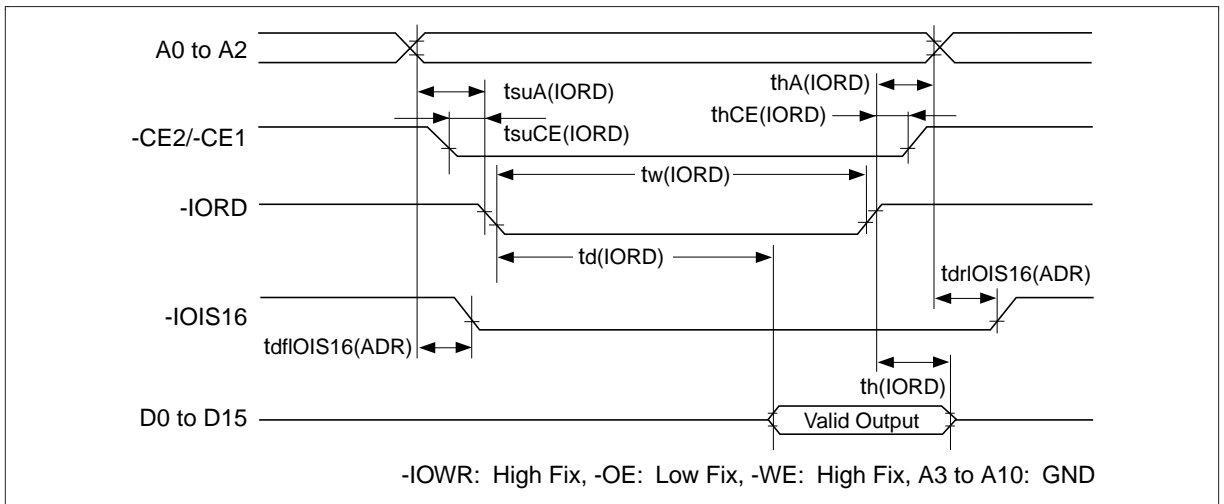 A0 to A2
tsuA(IORD)
thA(IORD)
-CE2/-CE1
tsuCE(IORD)
thCE(IORD)
tw(IORD)
-IORD
td(IORD)
tdrIOIS16(ADR)
-IOIS16
tdfIOIS16(ADR)
th(IORD)
D0 to D15
Valid Output
-IOWR: High Fix, -OE: Low Fix, -WE: High Fix, A3 to A10: GND